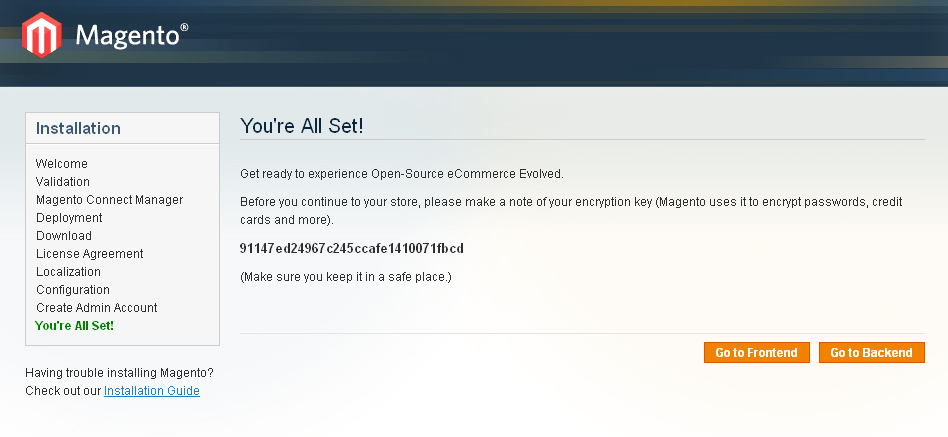 Magento®
Installation
Welcome
Validation
Magento Connect Manager
Deployment
Download
License Agreement
Localization
Configuration
Create Admin Account
You're All Set!
Having trouble installing Magento?
Check out our Installation Guide
You're All Set!
Get ready to experience Open-Source eCommerce Evolved.
Before you continue to your store, please make a note of your encryption key (Magento uses it to encrypt passwords, credit
cards and more).
91147ed24967c245ccafe1410071fbcd
(Make sure you keep it in a safe place.)
Go to Frontend
Go to Backend